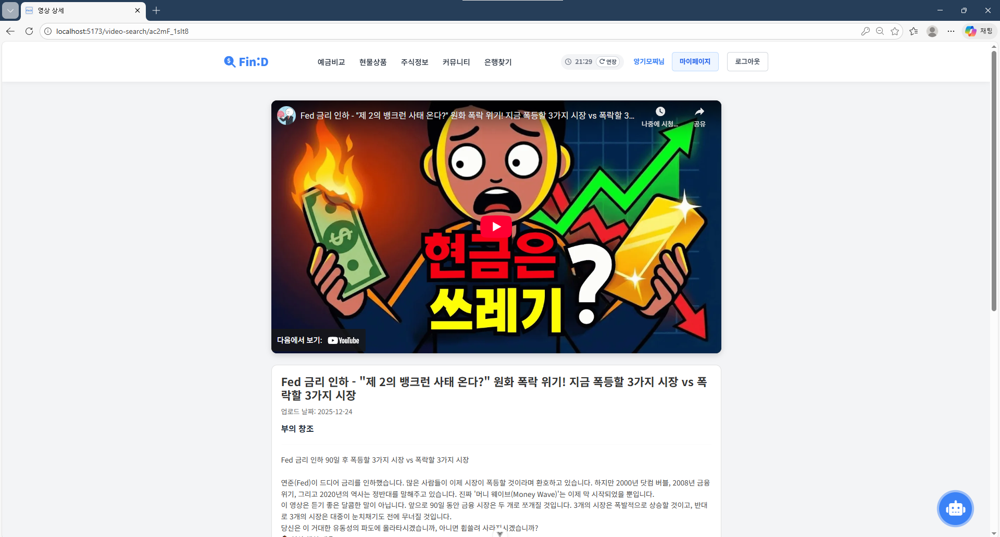 영상 상세
localhost:5173/video-search/ac2mF_1sIt8
채팅
Fin:D
예금비교 현물상품 주식정보 커뮤니티 은행찾기
21:29 연장 앙기모찌님 마이페이지 로그아웃
Fed 금리 인하 - "제 2의 뱅크런 사태 온다?" 원화 폭락 위기! 지금 폭등할 3가지 시장 vs 폭락할 3...
나중에 시청... 공유
현금은
쓰레기?
다음에서 보기: YouTube
Fed 금리 인하 - "제 2의 뱅크런 사태 온다?" 원화 폭락 위기! 지금 폭등할 3가지 시장 vs 폭
락할 3가지 시장
업로드 날짜: 2025-12-24
부의 창조
Fed 금리 인하 90일 후 폭등할 3가지 시장 vs 폭락할 3가지 시장
연준(Fed)이 드디어 금리를 인하했습니다. 많은 사람들이 이제 시장이 폭등할 것이라며 환호하고 있습니다. 하지만 2000년 닷컴 버블, 2008년 금융
위기, 그리고 2020년의 역사는 정반대를 말해주고 있습니다. 진짜 '머니 웨이브(Money Wave)'는 이제 막 시작되었을 뿐입니다.
이 영상은 듣기 좋은 달콤한 말이 아닙니다. 앞으로 90일 동안 금융 시장은 두 개로 쪼개질 것입니다. 3개의 시장은 폭발적으로 상승할 것이고, 반대
로 3개의 시장은 대중이 눈치채기도 전에 무너질 것입니다.
당신은 이 거대한 유동성의 파도에 올라타시겠습니까, 아니면 휩쓸려 사라지시겠습니까?